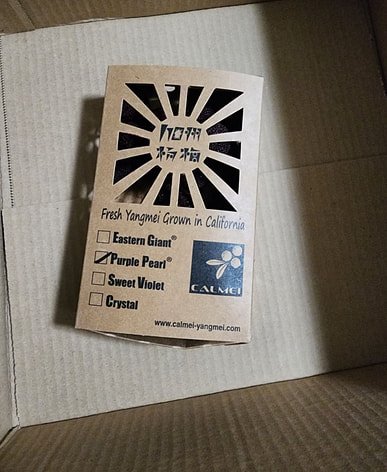 加州
杨梅
Fresh Yangmei Grown in California
Eastern Giant®
Purple Pearl®
Sweet Violet
Crystal
CALMEI
www.calmei-yangmei.com